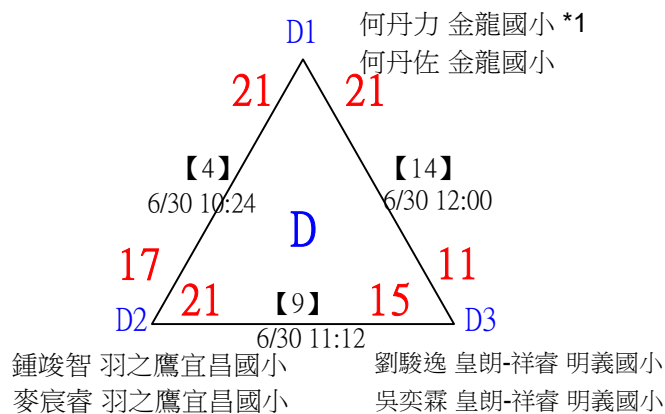 D1
何丹力 金龍國小 *1
何丹佐 金龍國小
21
21
【4】
6/30 10:24
【14】
6/30 12:00
D
17
11
21
15
D2
【9】
6/30 11:12
D3
鍾竣智 羽之鷹宜昌國小
麥宸睿 羽之鷹宜昌國小
劉駿逸 皇朗-祥睿 明義國小
吳奕霖 皇朗-祥睿 明義國小